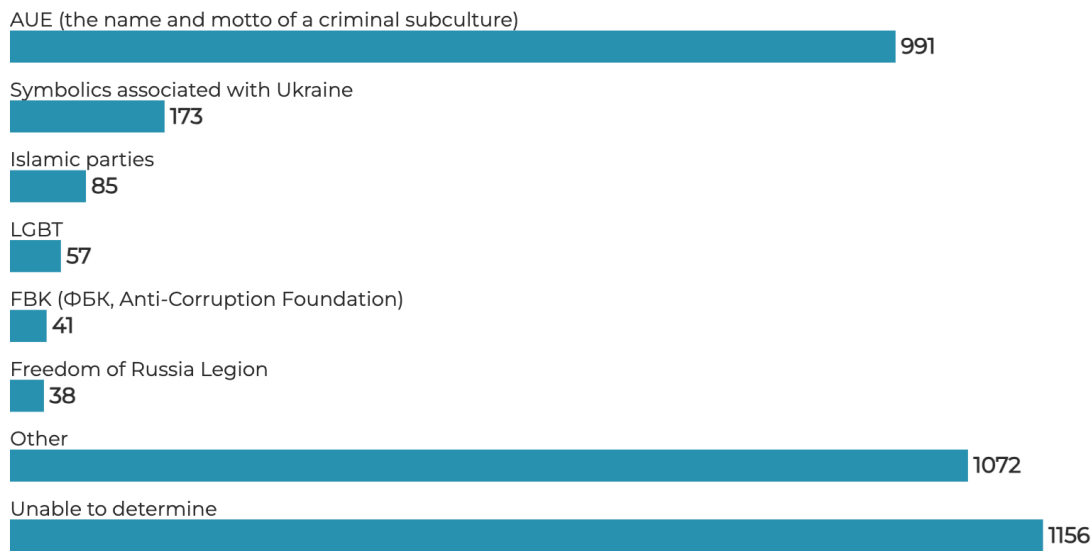 AUE (the name and motto of a criminal subculture)
991
Symbolics associated with Ukraine
173
Islamic parties
85
LGBT
57
FBK (ФБК, Anti-Corruption Foundation)
41
Freedom of Russia Legion
38
Other
1072
Unable to determine
1156